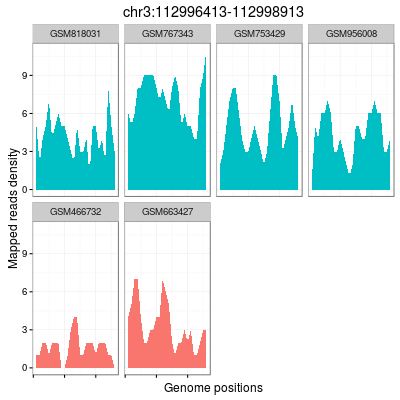 chr3:112996413-112998913
GSM818031 GSM767343 GSM753429 GSM956008
9
6
3
0
GSM466732 GSM663427
9
6
3
0
Mapped reads density
Genome positions